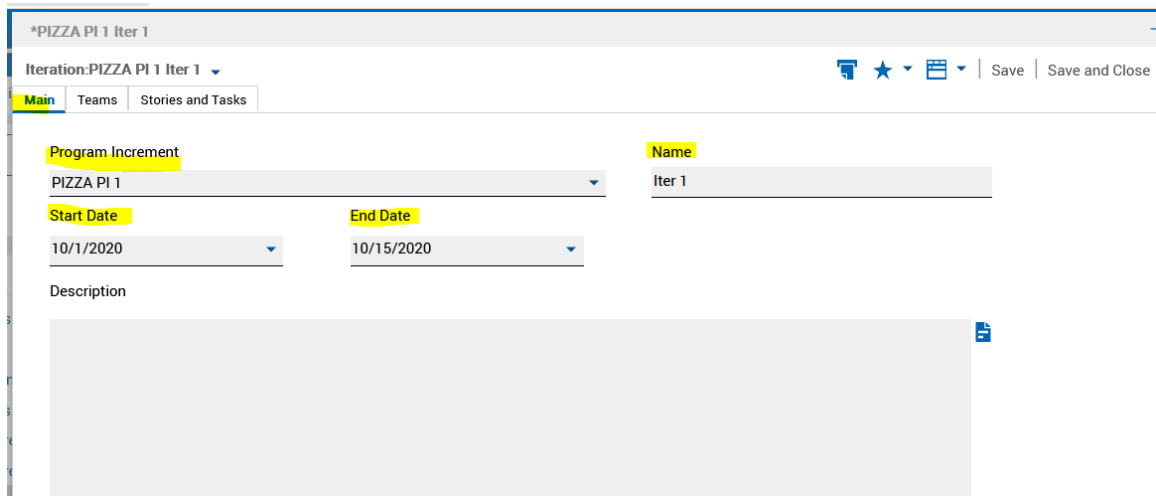 *PIZZA PI 1 Iter 1
Iteration:PIZZA PI 1 Iter 1
Save
Save and Close
Main
Teams
Stories and Tasks
Program Increment
Name
PIZZA PI 1
Iter 1
Start Date
End Date
10/1/2020
10/15/2020
Description